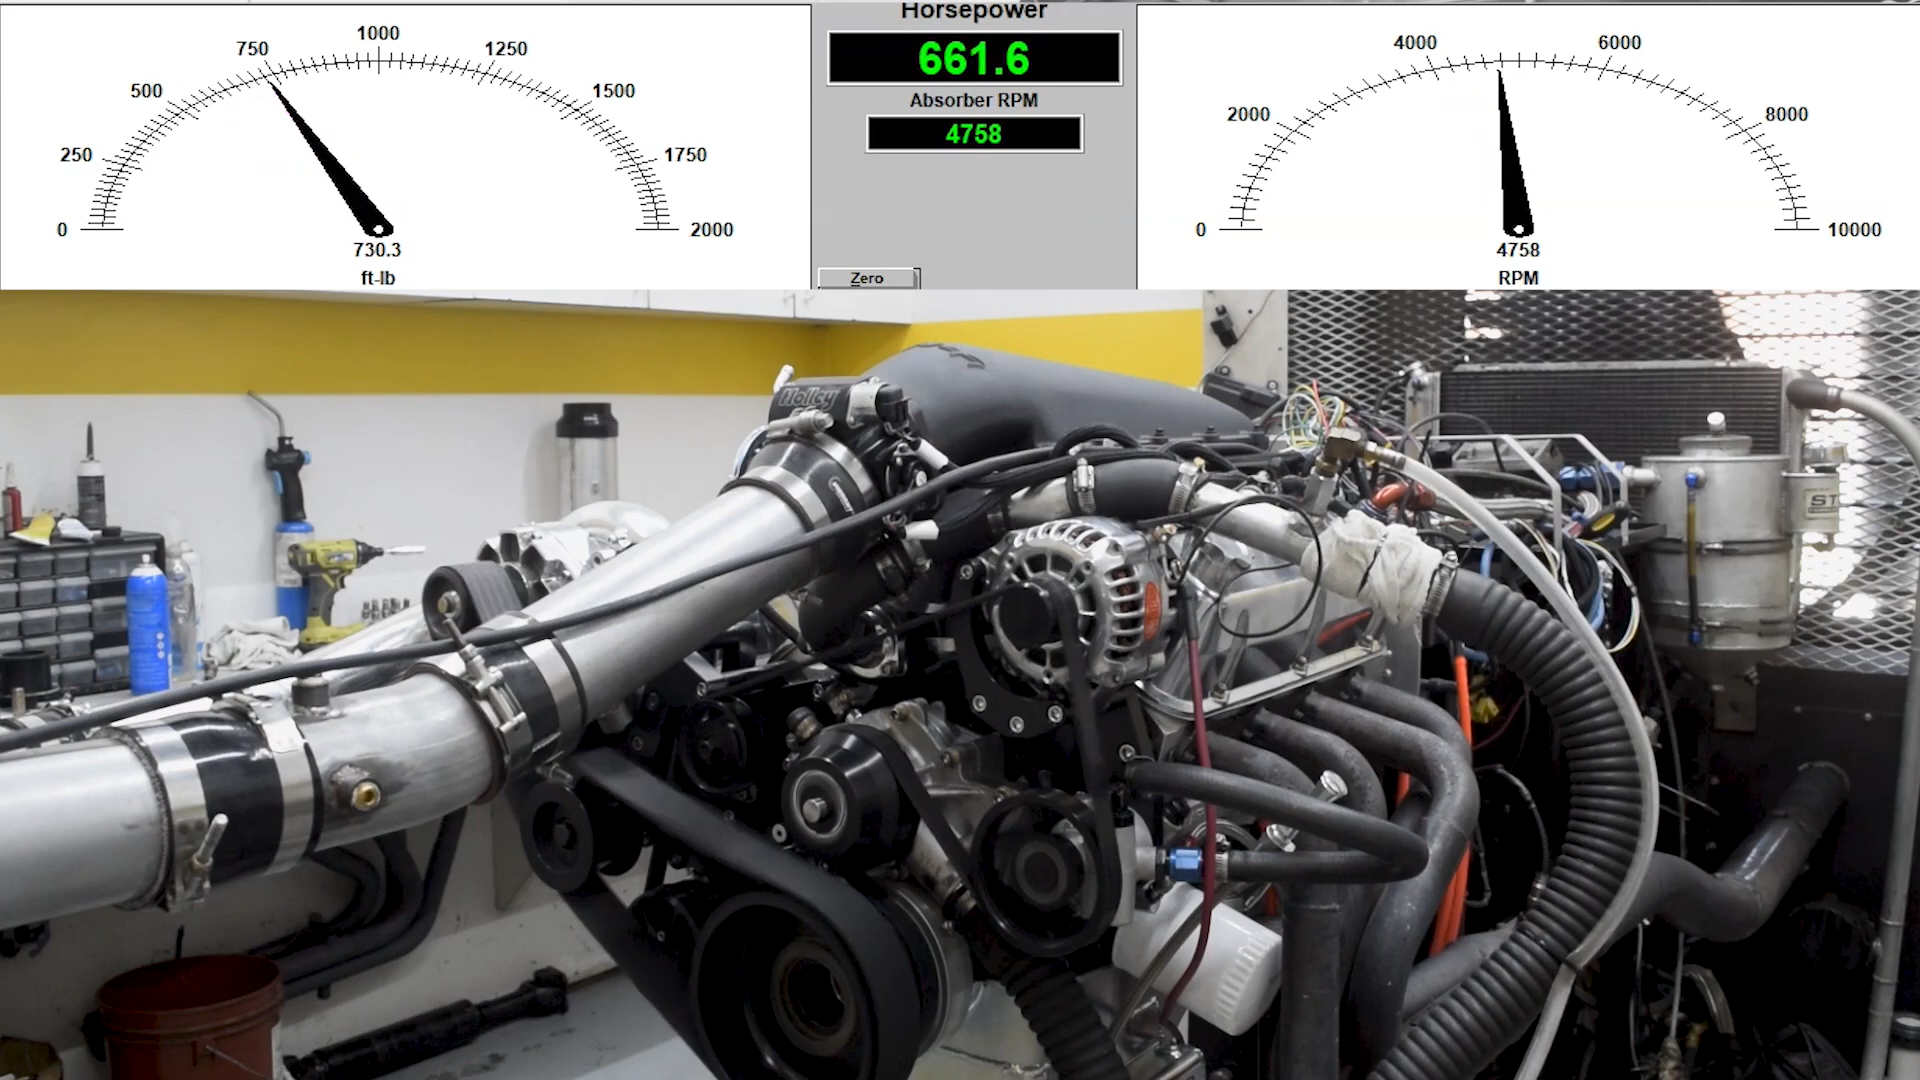 0
250
500
750
1000
1250
1500
1750
2000
730.3
ft-lb
Horsepower
661.6
Absorber RPM
4758
Zero
0
2000
4000
6000
8000
10000
4758
RPM
Holley
ST